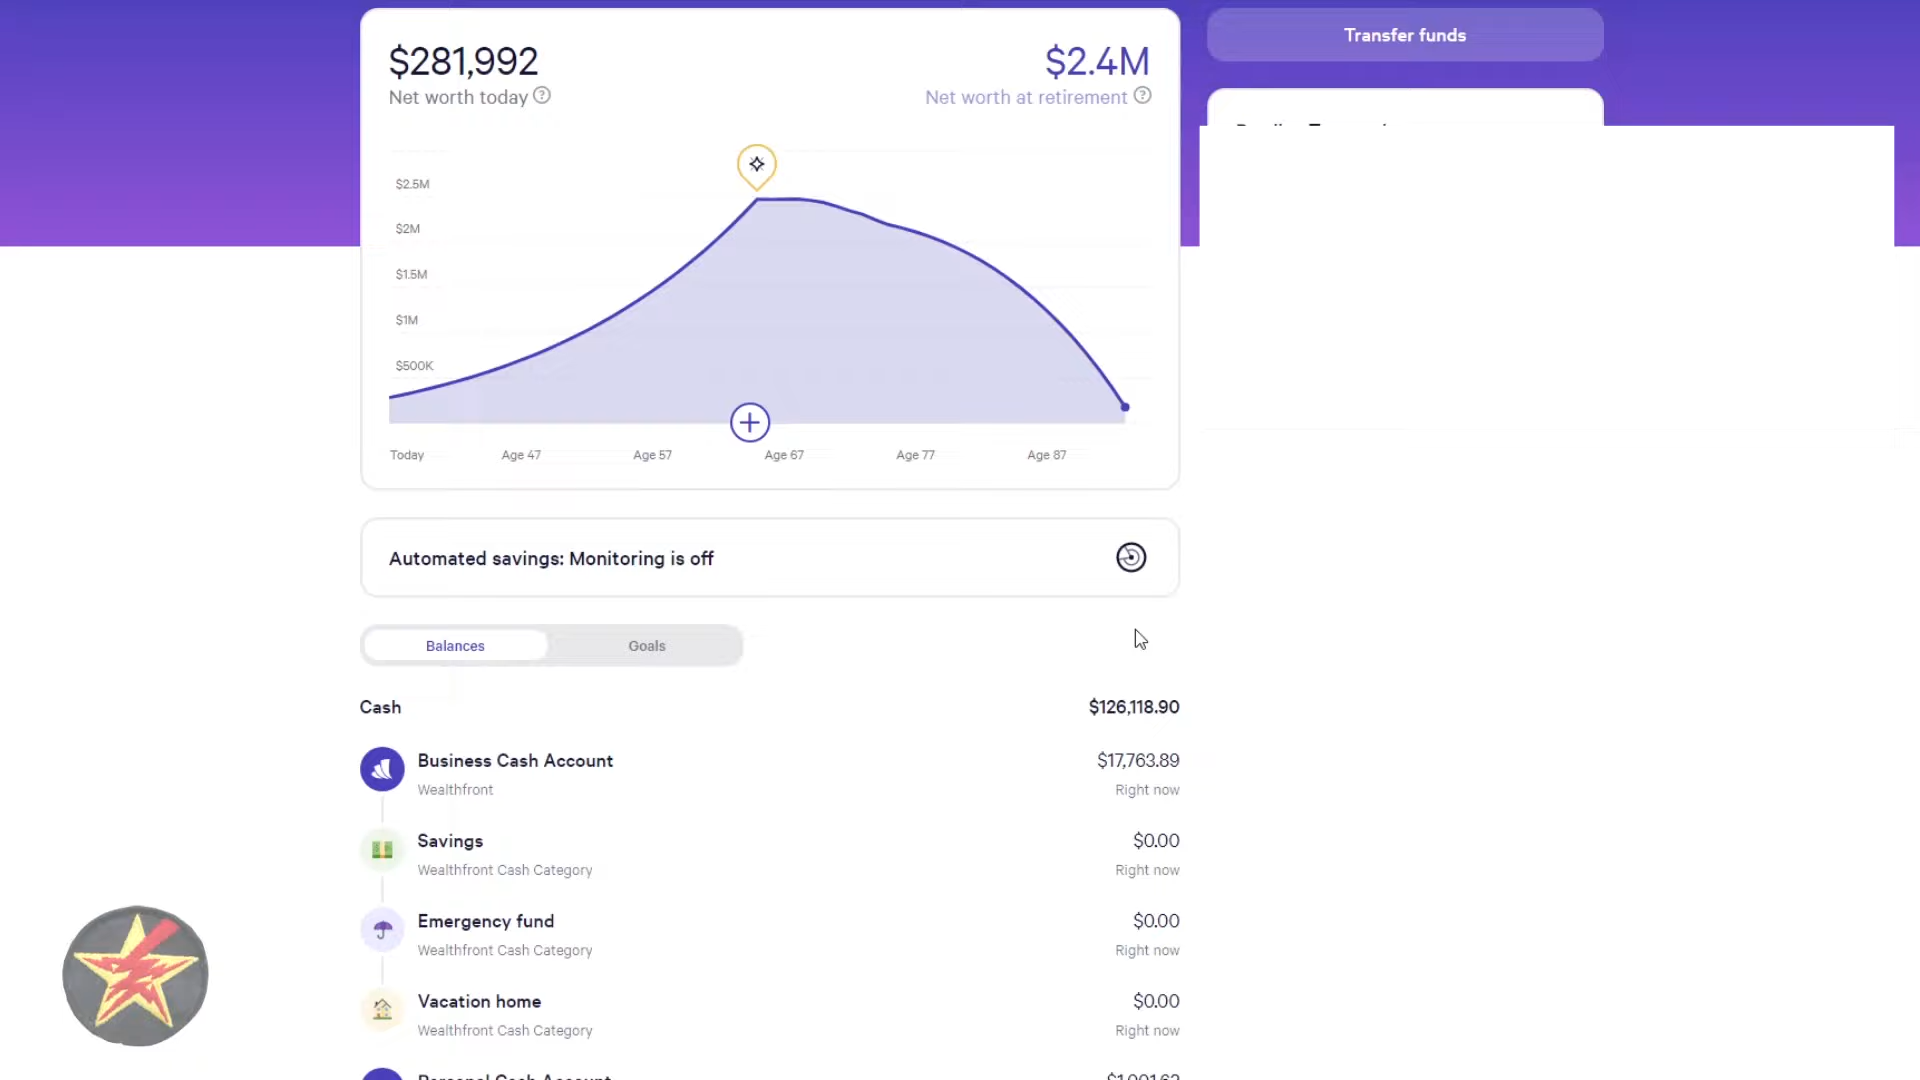 $281,992
Net worth today
$2.4M
Net worth at retirement
Transfer funds
$2.5M
$2M
$1.5M
$1M
$500K
Today
Age 47
Age 57
Age 67
Age 77
Age 87
Automated savings: Monitoring is off
Balances
Goals
Cash
$126,118.90
Business Cash Account
$17,763.89
Wealthfront
Right now
Savings
$0.00
Wealthfront Cash Category
Right now
Emergency fund
$0.00
Wealthfront Cash Category
Right now
Vacation home
$0.00
Wealthfront Cash Category
Right now
Personal Cash Account